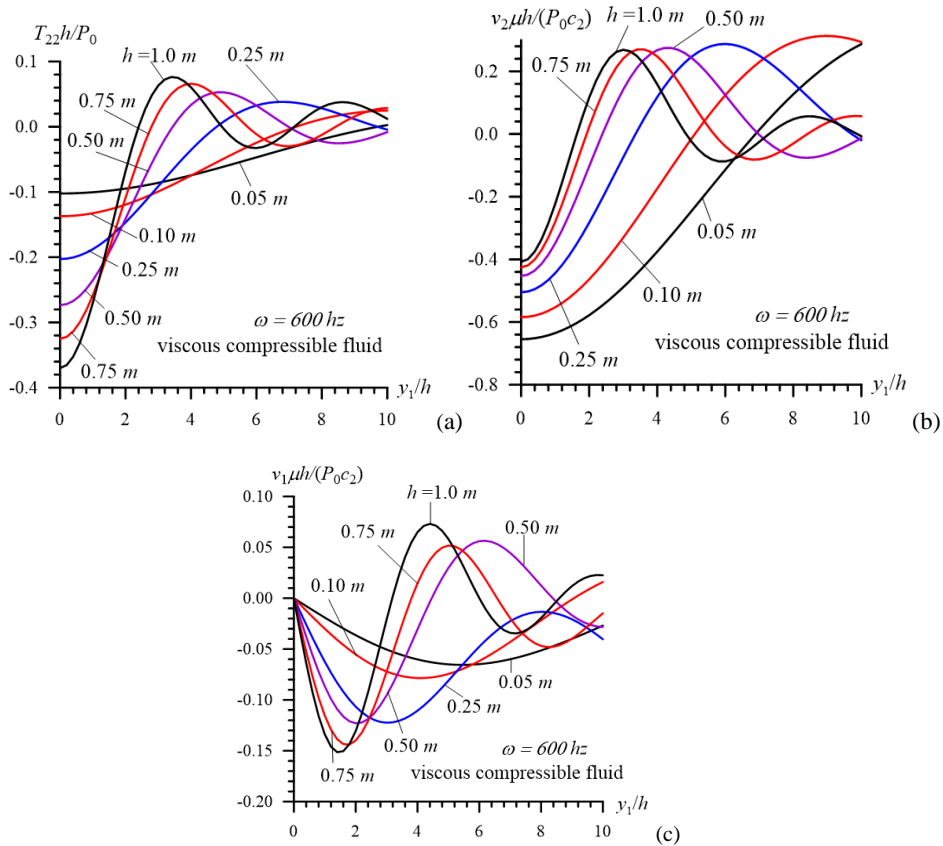 T₂₂h/P₀
h=1.0 m
0.25 m
0.75 m
0.50 m
0.05 m
0.10 m
0.25 m
0.50 m
0.75 m
ω = 600 hz
viscous compressible fluid
0.1
0.0
-0.1
-0.2
-0.3
-0.4
0 2 4 6 8 10
y₁/h
(a)
v₂μh/(P₀c₂)
h=1.0 m
0.50 m
0.75 m
0.05 m
0.10 m
0.25 m
ω = 600 hz
viscous compressible fluid
0.2
0.0
-0.2
-0.4
-0.6
-0.8
0 2 4 6 8 10
y₁/h
(b)
v₁μh/(P₀c₂)
h=1.0 m
0.75 m
0.50 m
0.10 m
0.05 m
0.25 m
0.50 m
0.75 m
ω = 600 hz
viscous compressible fluid
0.10
0.05
0.00
-0.05
-0.10
-0.15
-0.20
0 2 4 6 8 10
y₁/h
(c)